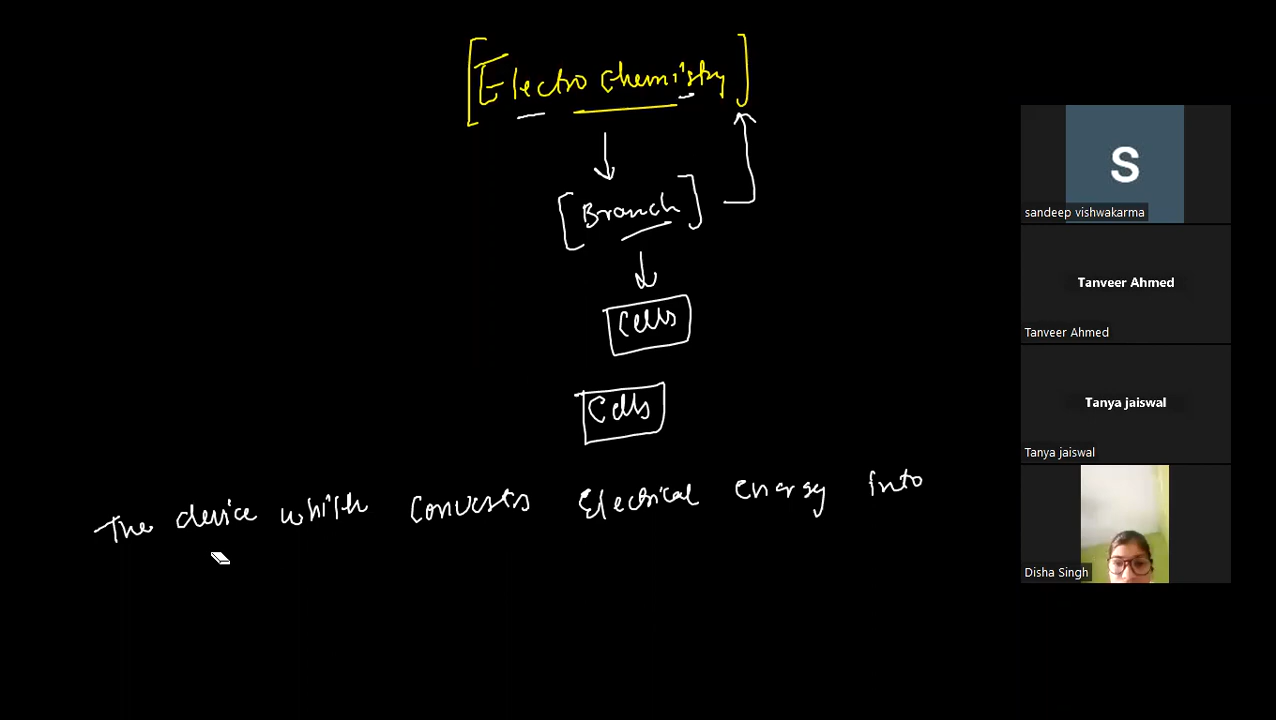 [Electro chemistry]
[Branch]
Cells
Cells
The device which converts Electrical energy into
S
sandeep vishwakarma
Tanveer Ahmed
Tanveer Ahmed
Tanya jaiswal
Tanya jaiswal
Disha Singh